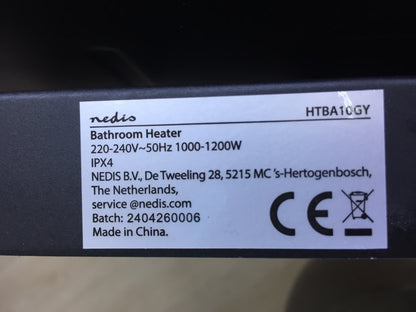 nedis HTBA10GY
Bathroom Heater
220-240V~50Hz 1000-1200W
IPX4
NEDIS B.V., De Tweeling 28, 5215 MC 's-Hertogenbosch,
The Netherlands,
service @nedis.com
Batch: 2404260006
Made in China.
CE